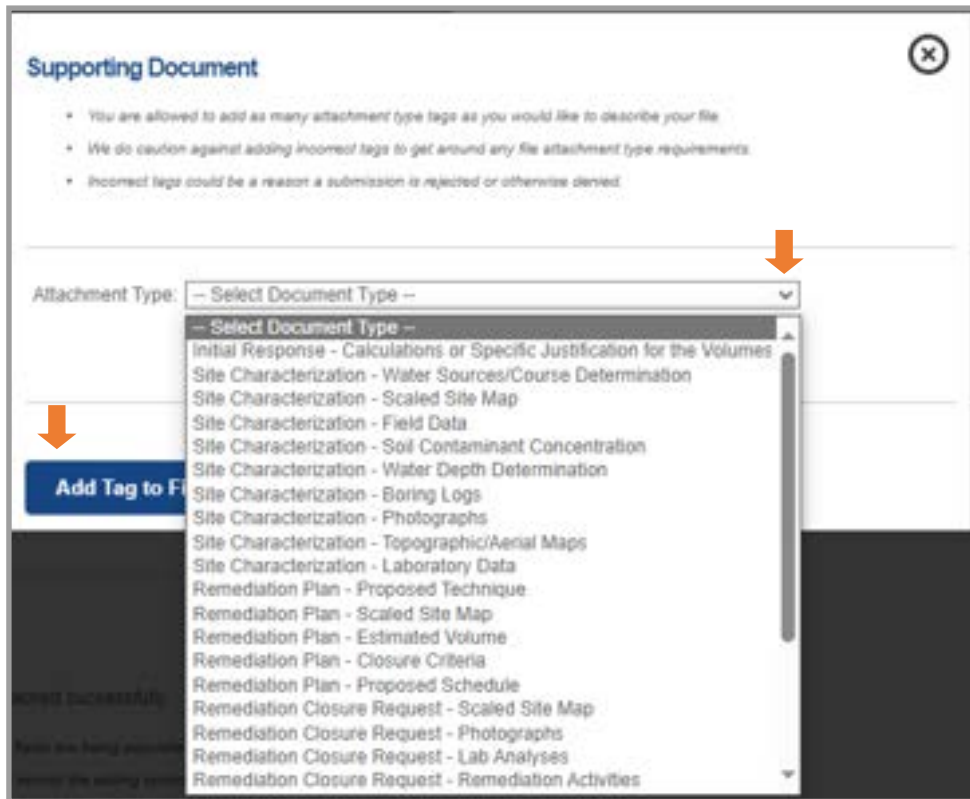 Supporting Document
• You are allowed to add as many attachment type tags as you would like to describe your file.
• We do caution against adding incorrect tags to get around any file attachment type requirements.
• Incorrect tags could be a reason a submission is rejected or otherwise denied.
Attachment Type: -- Select Document Type --
-- Select Document Type --
Initial Response - Calculations or Specific Justification for the Volumes
Site Characterization - Water Sources/Course Determination
Site Characterization - Scaled Site Map
Site Characterization - Field Data
Site Characterization - Soil Contaminant Concentration
Site Characterization - Water Depth Determination
Add Tag to Fi
Site Characterization - Boring Logs
Site Characterization - Photographs
Site Characterization - Topographic/Aerial Maps
Site Characterization - Laboratory Data
Remediation Plan - Proposed Technique
Remediation Plan - Scaled Site Map
Remediation Plan - Estimated Volume
Remediation Plan - Closure Criteria
Remediation Plan - Proposed Schedule
successfully
Remediation Closure Request - Scaled Site Map
Remediation Closure Request - Photographs
Remediation Closure Request - Lab Analyses
Remediation Closure Request - Remediation Activities